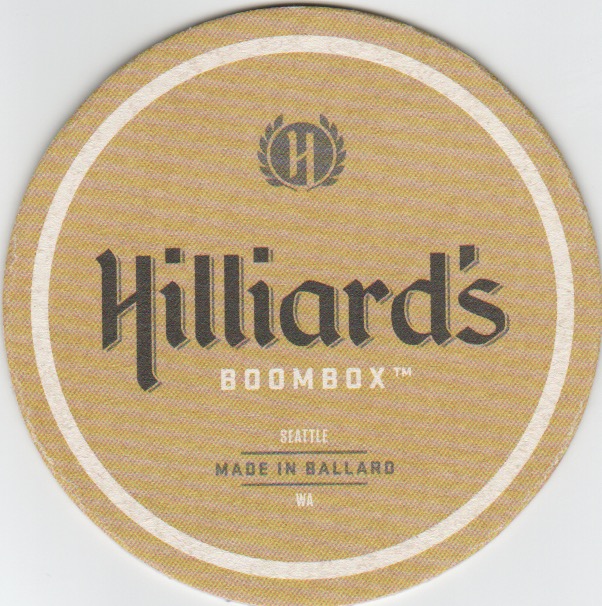 H
Hilliard's
BOOMBOX™
SEATTLE
MADE IN BALLARD
WA